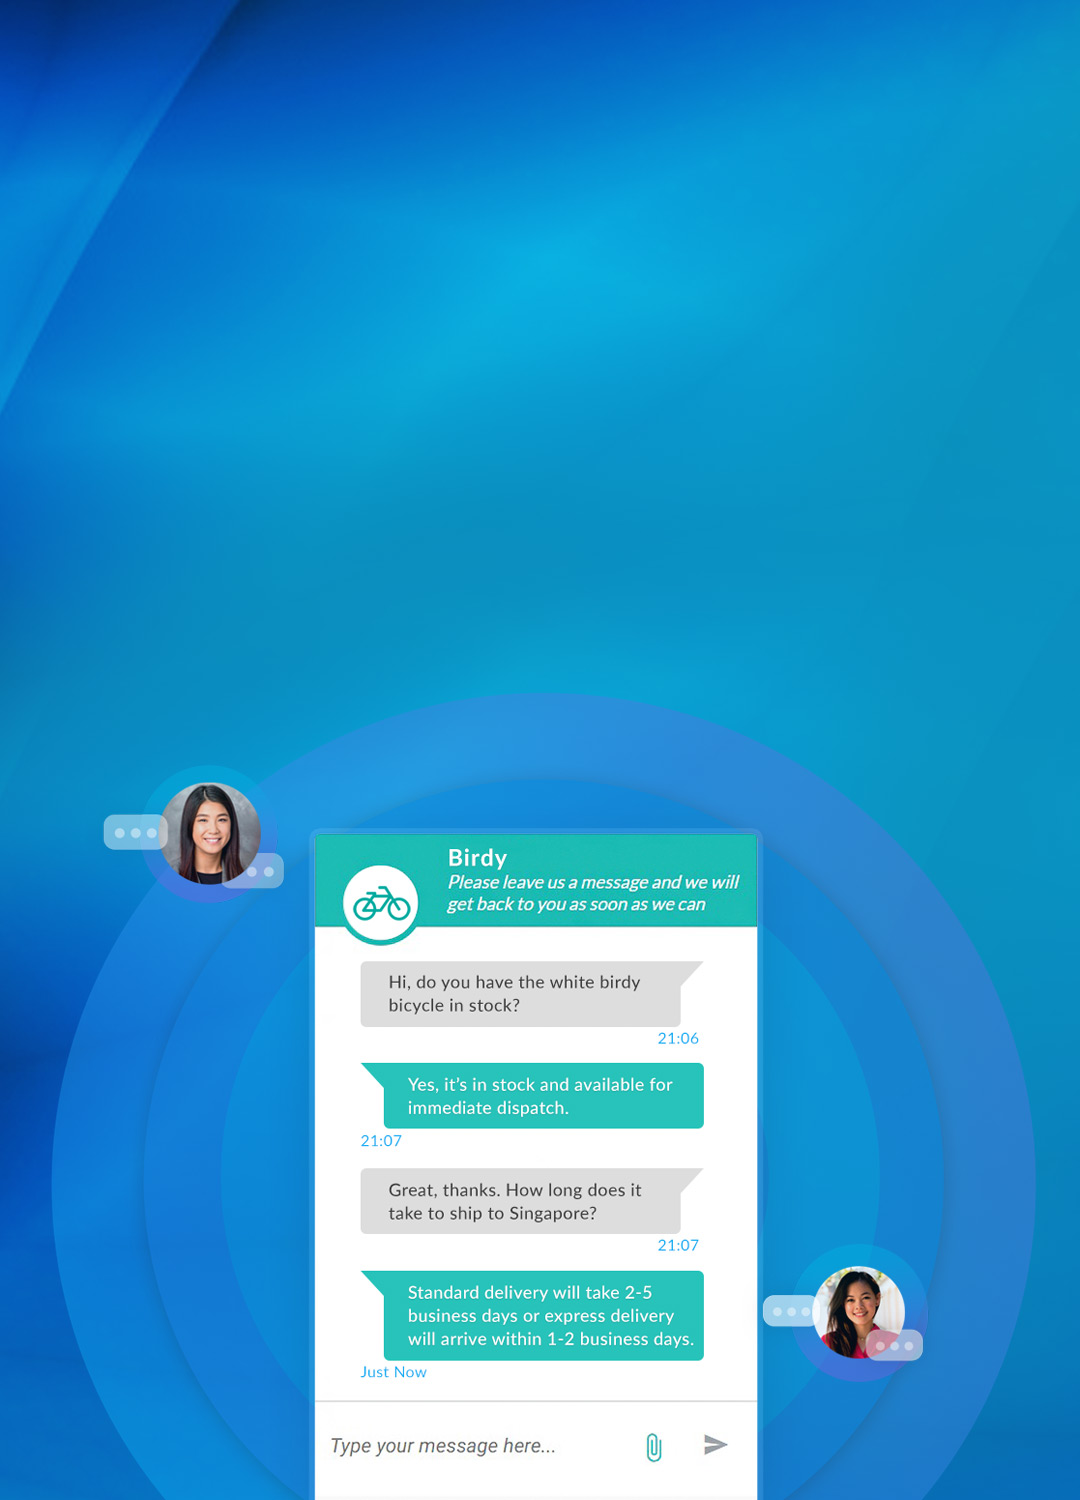 Birdy
Please leave us a message and we will
get back to you as soon as we can
Hi, do you have the white birdy
bicycle in stock?
21:06
Yes, it's in stock and available for
immediate dispatch.
21:07
Great, thanks. How long does it
take to ship to Singapore?
21:07
Standard delivery will take 2-5
business days or express delivery
will arrive within 1-2 business days.
Just Now
Type your message here...